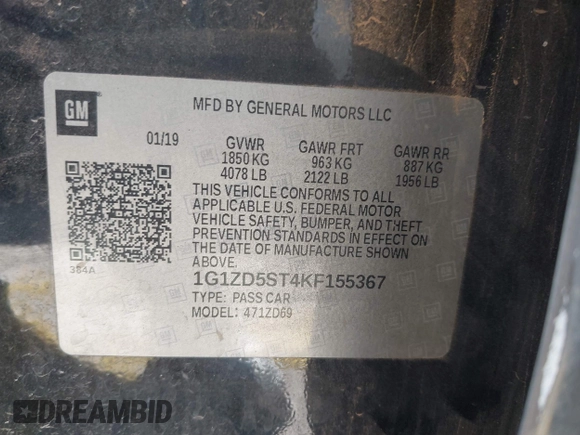 GM
MFD BY GENERAL MOTORS LLC
01/19 GVWR GAWR FRT GAWR RR
1850 KG 963 KG 887 KG
4078 LB 2122 LB 1956 LB
THIS VEHICLE CONFORMS TO ALL
APPLICABLE U.S. FEDERAL MOTOR
VEHICLE SAFETY, BUMPER, AND THEFT
PREVENTION STANDARDS IN EFFECT ON
THE DATE OF MANUFACTURE SHOWN
ABOVE.
384A
1G1ZD5ST4KF155367
TYPE: PASS CAR
MODEL: 471ZD69
DREAMBID